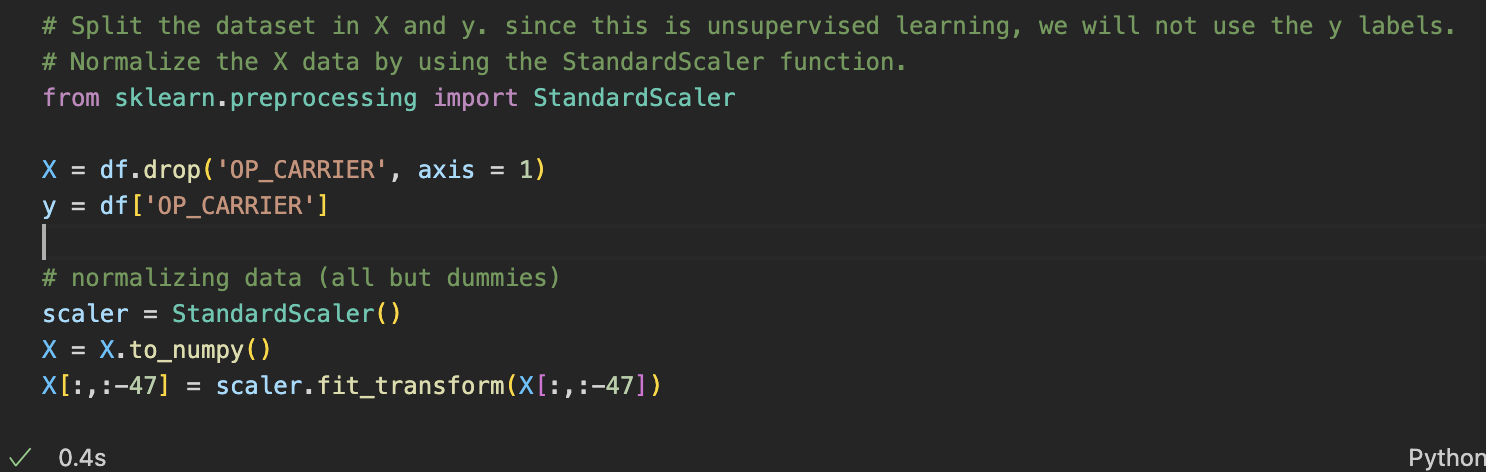 # Split the dataset in X and y. since this is unsupervised learning, we will not use the y labels.
# Normalize the X data by using the StandardScaler function.
from sklearn.preprocessing import StandardScaler
X = df.drop('OP_CARRIER', axis = 1)
y = df['OP_CARRIER']
# normalizing data (all but dummies)
scaler = StandardScaler()
X = X.to_numpy()
X[:,:-47] = scaler.fit_transform(X[:,:-47])
0.4s
Python